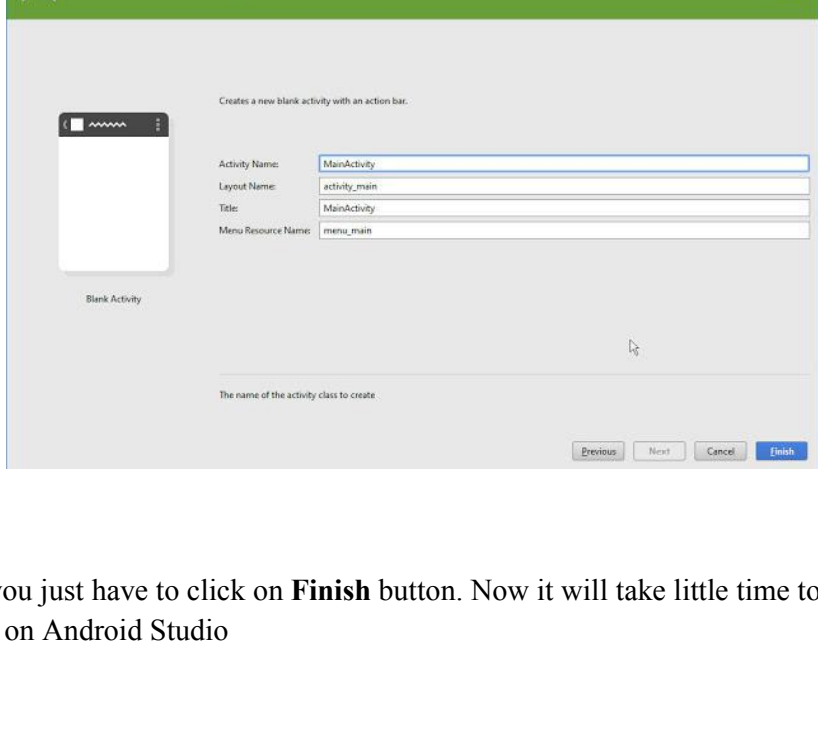 Creates a new blank activity with an action bar.
Activity Name: MainActivity
Layout Name: activity_main
Title: MainActivity
Menu Resource Name: menu_main
Blank Activity
The name of the activity class to create
Previous Next Cancel Finish
you just have to click on Finish button. Now it will take little time to
on Android Studio